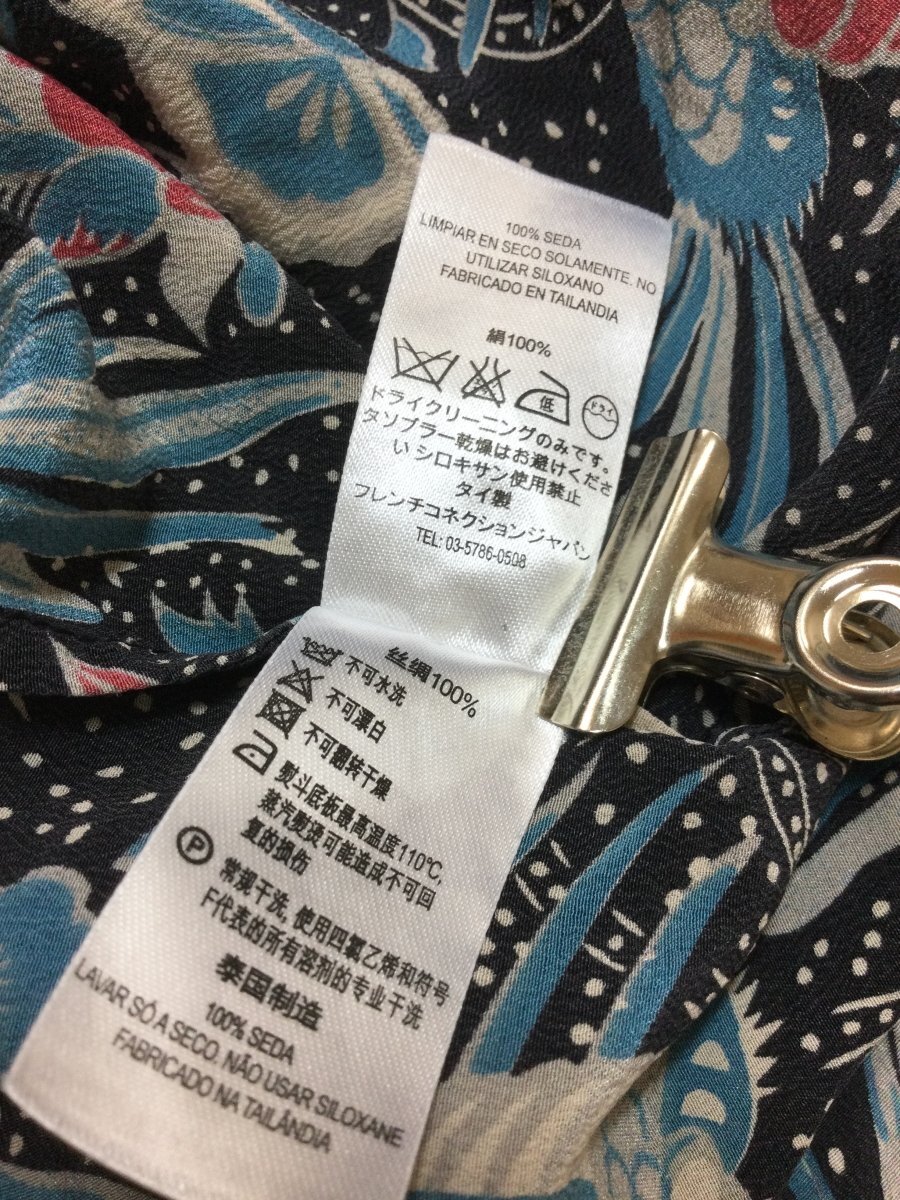 100% SEDA
LIMPIAR EN SECO SOLAMENTE. NO
UTILIZAR SILOXANO
FABRICADO EN TAILANDIA
絹100%
低
ドライ
ドライクリーニングのみです。
タソブラー乾燥はお避けくださ
い シロキサン使用禁止
タイ製
フレンチコネクションジャパン
TEL: 03-5786-0508
丝綢100%
不可水洗
不可漂白
不可翻转干燥
熨斗底板最高温度110℃,
蒸汽熨烫可能造成不可回
复的损伤
P
常规干洗, 使用四氯乙烯和符号
F代表的所有溶剂的专业干洗
泰国制造
100% SEDA
LAVAR SÓ A SECO. NÃO USAR SILOXANE
FABRICADO NA TAILÂNDIA